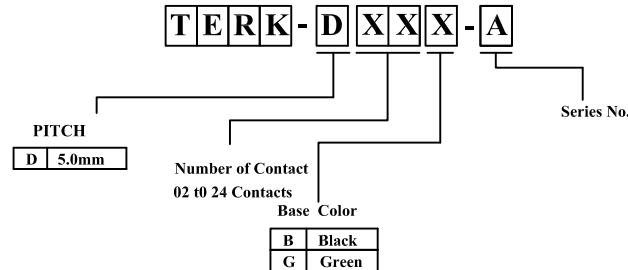 TERK-DXXX-A
Series No.
PITCH
D 5.0mm
Number of Contact
02 t0 24 Contacts
Base Color
B Black
G Green